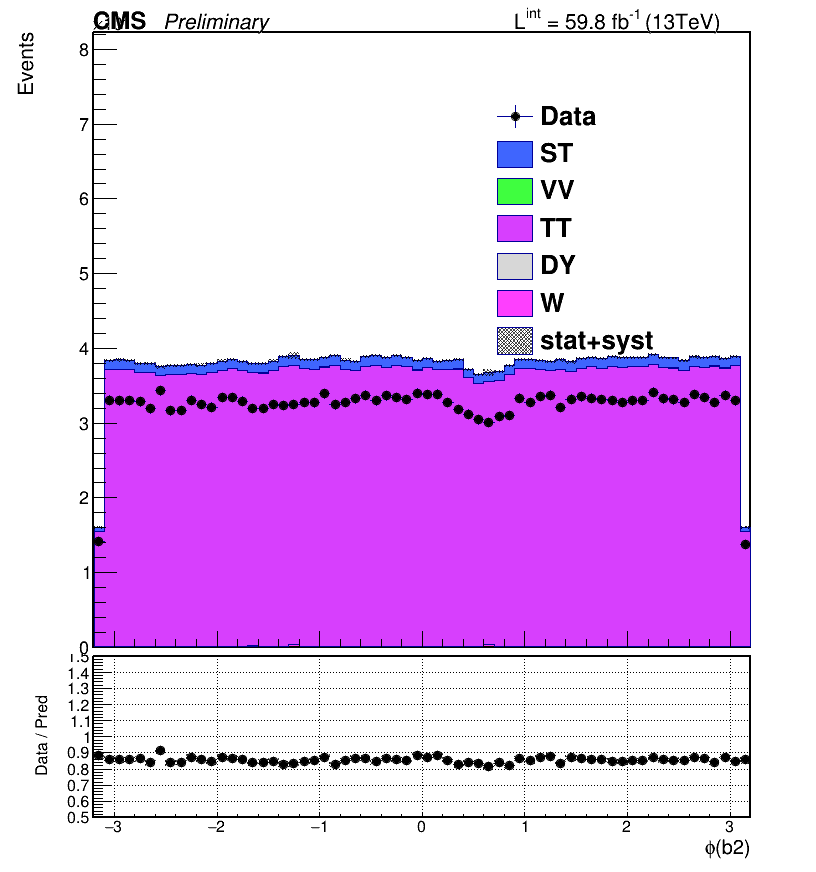 CMS Preliminary L^int = 59.8 fb⁻¹ (13TeV)
Events
8
7
6
5
4
3
2
1
0
Data
ST
VV
TT
DY
W
stat+syst
Data / Pred
1.5
1.4
1.3
1.2
1.1
1
0.9
0.8
0.7
0.6
0.5
−3 −2 −1 0 1 2 3
ϕ(b2)